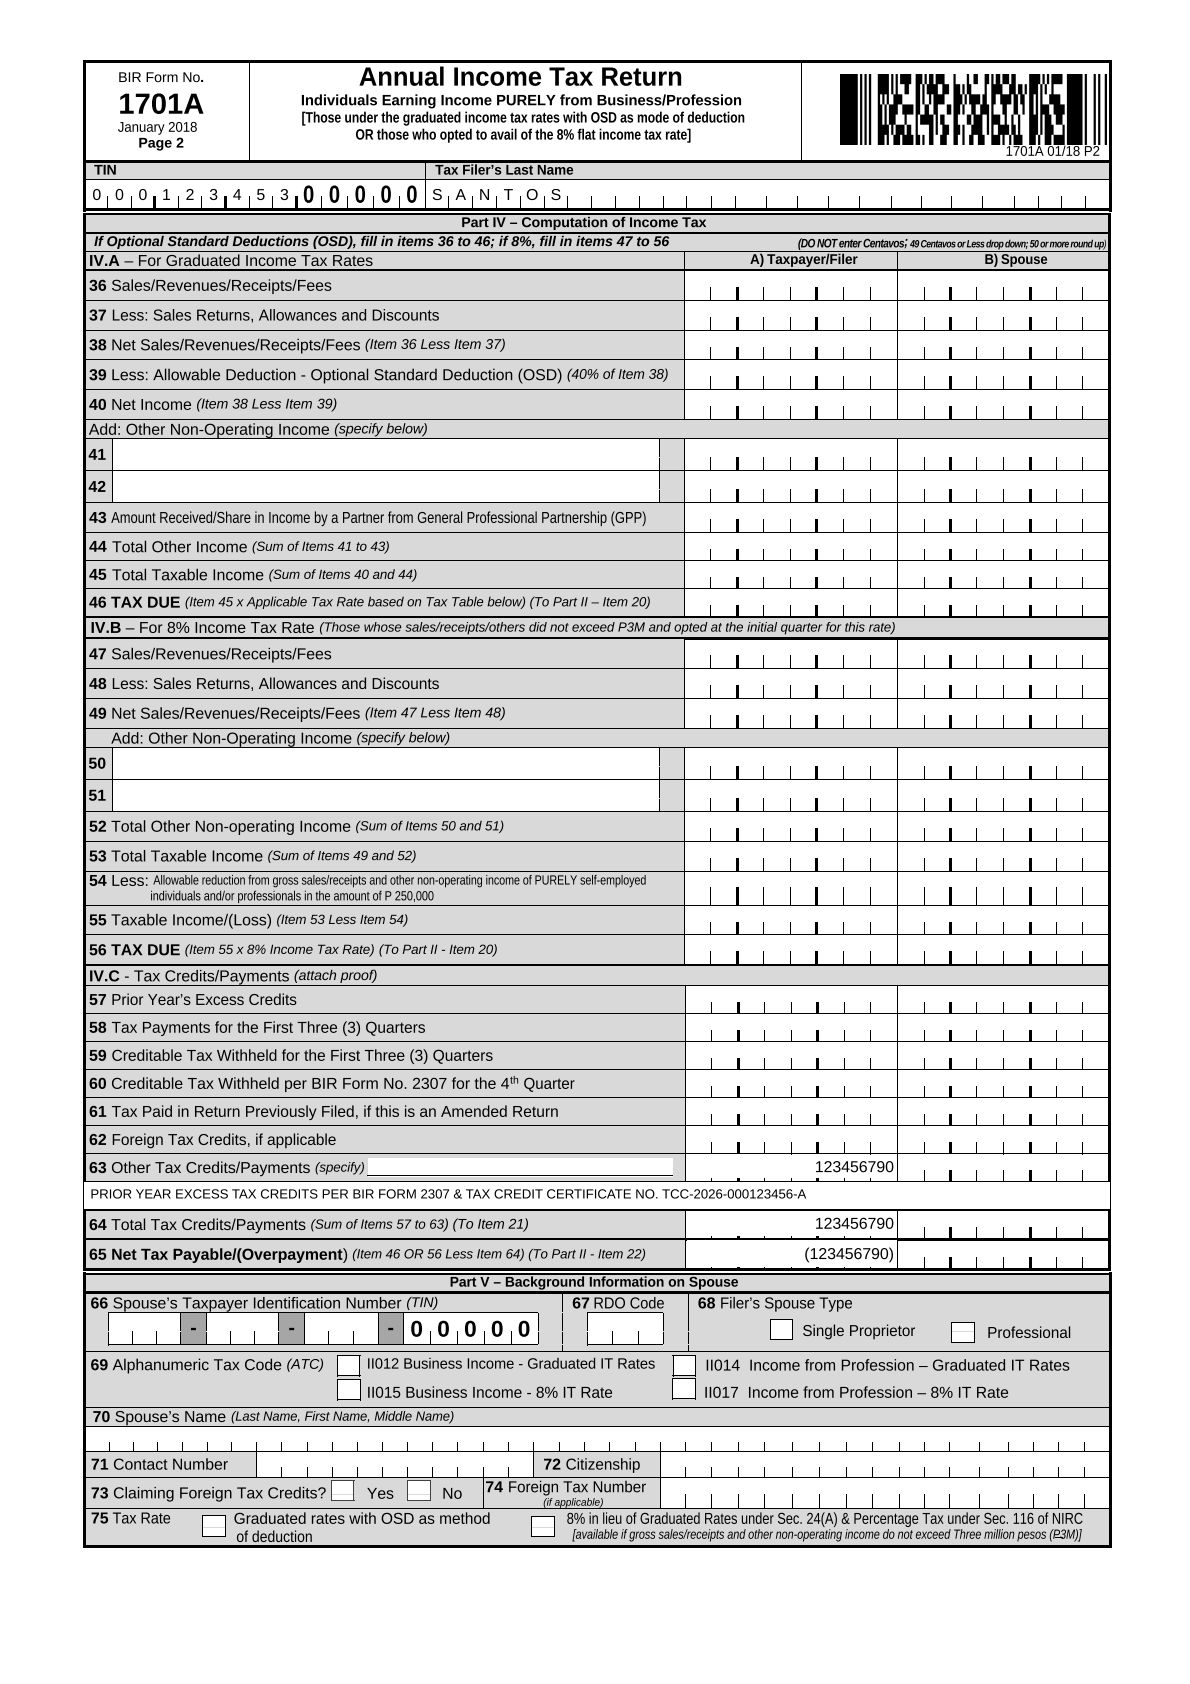 BIR Form No.
1701A
January 2018
Page 2
Annual Income Tax Return
Individuals Earning Income PURELY from Business/Profession
[Those under the graduated income tax rates with OSD as mode of deduction
OR those who opted to avail of the 8% flat income tax rate]
1701A 01/18 P2
TIN Tax Filer's Last Name
0 0 0 1 2 3 4 5 3 0 0 0 0 0 S A N T O S
Part IV – Computation of Income Tax
If Optional Standard Deductions (OSD), fill in items 36 to 46; if 8%, fill in items 47 to 56 (DO NOT enter Centavos; 49 Centavos or Less drop down; 50 or more round up)
IV.A – For Graduated Income Tax Rates A) Taxpayer/Filer B) Spouse
36 Sales/Revenues/Receipts/Fees
37 Less: Sales Returns, Allowances and Discounts
38 Net Sales/Revenues/Receipts/Fees (Item 36 Less Item 37)
39 Less: Allowable Deduction - Optional Standard Deduction (OSD) (40% of Item 38)
40 Net Income (Item 38 Less Item 39)
Add: Other Non-Operating Income (specify below)
41
42
43 Amount Received/Share in Income by a Partner from General Professional Partnership (GPP)
44 Total Other Income (Sum of Items 41 to 43)
45 Total Taxable Income (Sum of Items 40 and 44)
46 TAX DUE (Item 45 x Applicable Tax Rate based on Tax Table below) (To Part II – Item 20)
IV.B – For 8% Income Tax Rate (Those whose sales/receipts/others did not exceed P3M and opted at the initial quarter for this rate)
47 Sales/Revenues/Receipts/Fees
48 Less: Sales Returns, Allowances and Discounts
49 Net Sales/Revenues/Receipts/Fees (Item 47 Less Item 48)
Add: Other Non-Operating Income (specify below)
50
51
52 Total Other Non-operating Income (Sum of Items 50 and 51)
53 Total Taxable Income (Sum of Items 49 and 52)
54 Less: Allowable reduction from gross sales/receipts and other non-operating income of PURELY self-employed
individuals and/or professionals in the amount of P 250,000
55 Taxable Income/(Loss) (Item 53 Less Item 54)
56 TAX DUE (Item 55 x 8% Income Tax Rate) (To Part II - Item 20)
IV.C - Tax Credits/Payments (attach proof)
57 Prior Year's Excess Credits
58 Tax Payments for the First Three (3) Quarters
59 Creditable Tax Withheld for the First Three (3) Quarters
60 Creditable Tax Withheld per BIR Form No. 2307 for the 4th Quarter
61 Tax Paid in Return Previously Filed, if this is an Amended Return
62 Foreign Tax Credits, if applicable
63 Other Tax Credits/Payments (specify) 123456790
PRIOR YEAR EXCESS TAX CREDITS PER BIR FORM 2307 & TAX CREDIT CERTIFICATE NO. TCC-2026-000123456-A
64 Total Tax Credits/Payments (Sum of Items 57 to 63) (To Item 21) 123456790
65 Net Tax Payable/(Overpayment) (Item 46 OR 56 Less Item 64) (To Part II - Item 22) (123456790)
Part V – Background Information on Spouse
66 Spouse's Taxpayer Identification Number (TIN) 67 RDO Code 68 Filer's Spouse Type
- - - 0 0 0 0 0 Single Proprietor Professional
69 Alphanumeric Tax Code (ATC) II012 Business Income - Graduated IT Rates II014 Income from Profession – Graduated IT Rates
II015 Business Income - 8% IT Rate II017 Income from Profession – 8% IT Rate
70 Spouse's Name (Last Name, First Name, Middle Name)
71 Contact Number 72 Citizenship
73 Claiming Foreign Tax Credits? Yes No 74 Foreign Tax Number
(if applicable)
75 Tax Rate Graduated rates with OSD as method 8% in lieu of Graduated Rates under Sec. 24(A) & Percentage Tax under Sec. 116 of NIRC
of deduction [available if gross sales/receipts and other non-operating income do not exceed Three million pesos (P3M)]